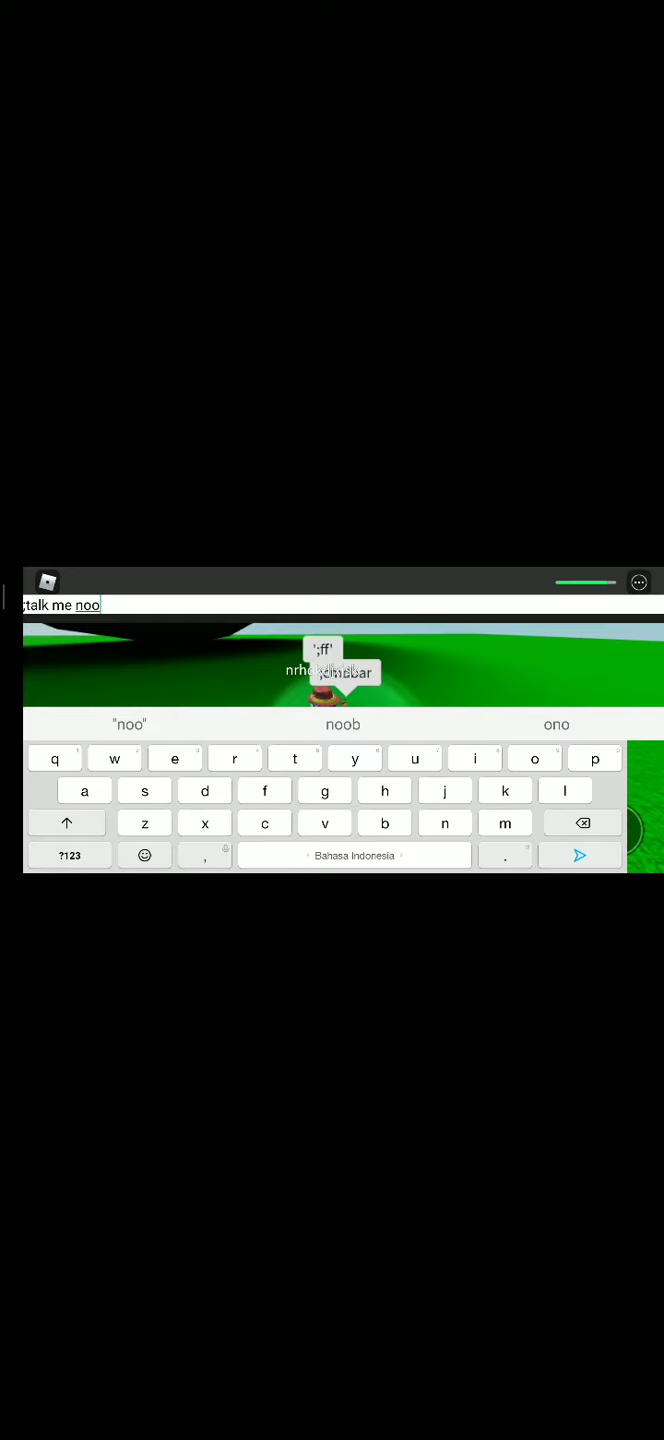 ;talk me noo
';ff'
;cmdbar
"noo" noob ono
q w e r t y u i o p
a s d f g h j k l
z x c v b n m
?123 , Bahasa Indonesia .